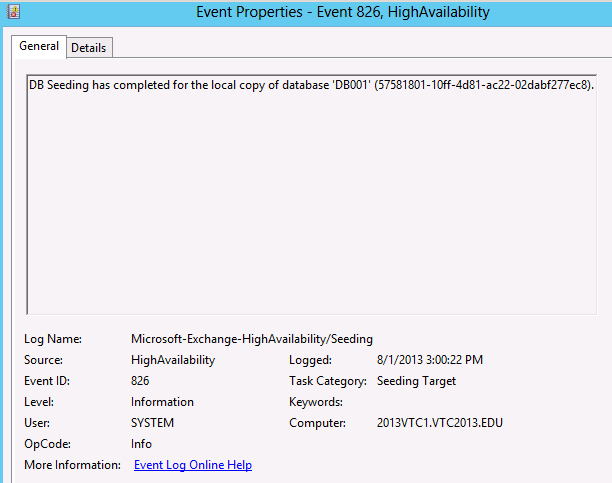 Event Properties - Event 826, HighAvailability
General Details
DB Seeding has completed for the local copy of database 'DB001' (57581801-10ff-4d81-ac22-02dabf277ec8).
Log Name: Microsoft-Exchange-HighAvailability/Seeding
Source: HighAvailability Logged: 8/1/2013 3:00:22 PM
Event ID: 826 Task Category: Seeding Target
Level: Information Keywords:
User: SYSTEM Computer: 2013VTC1.VTC2013.EDU
OpCode: Info
More Information: Event Log Online Help